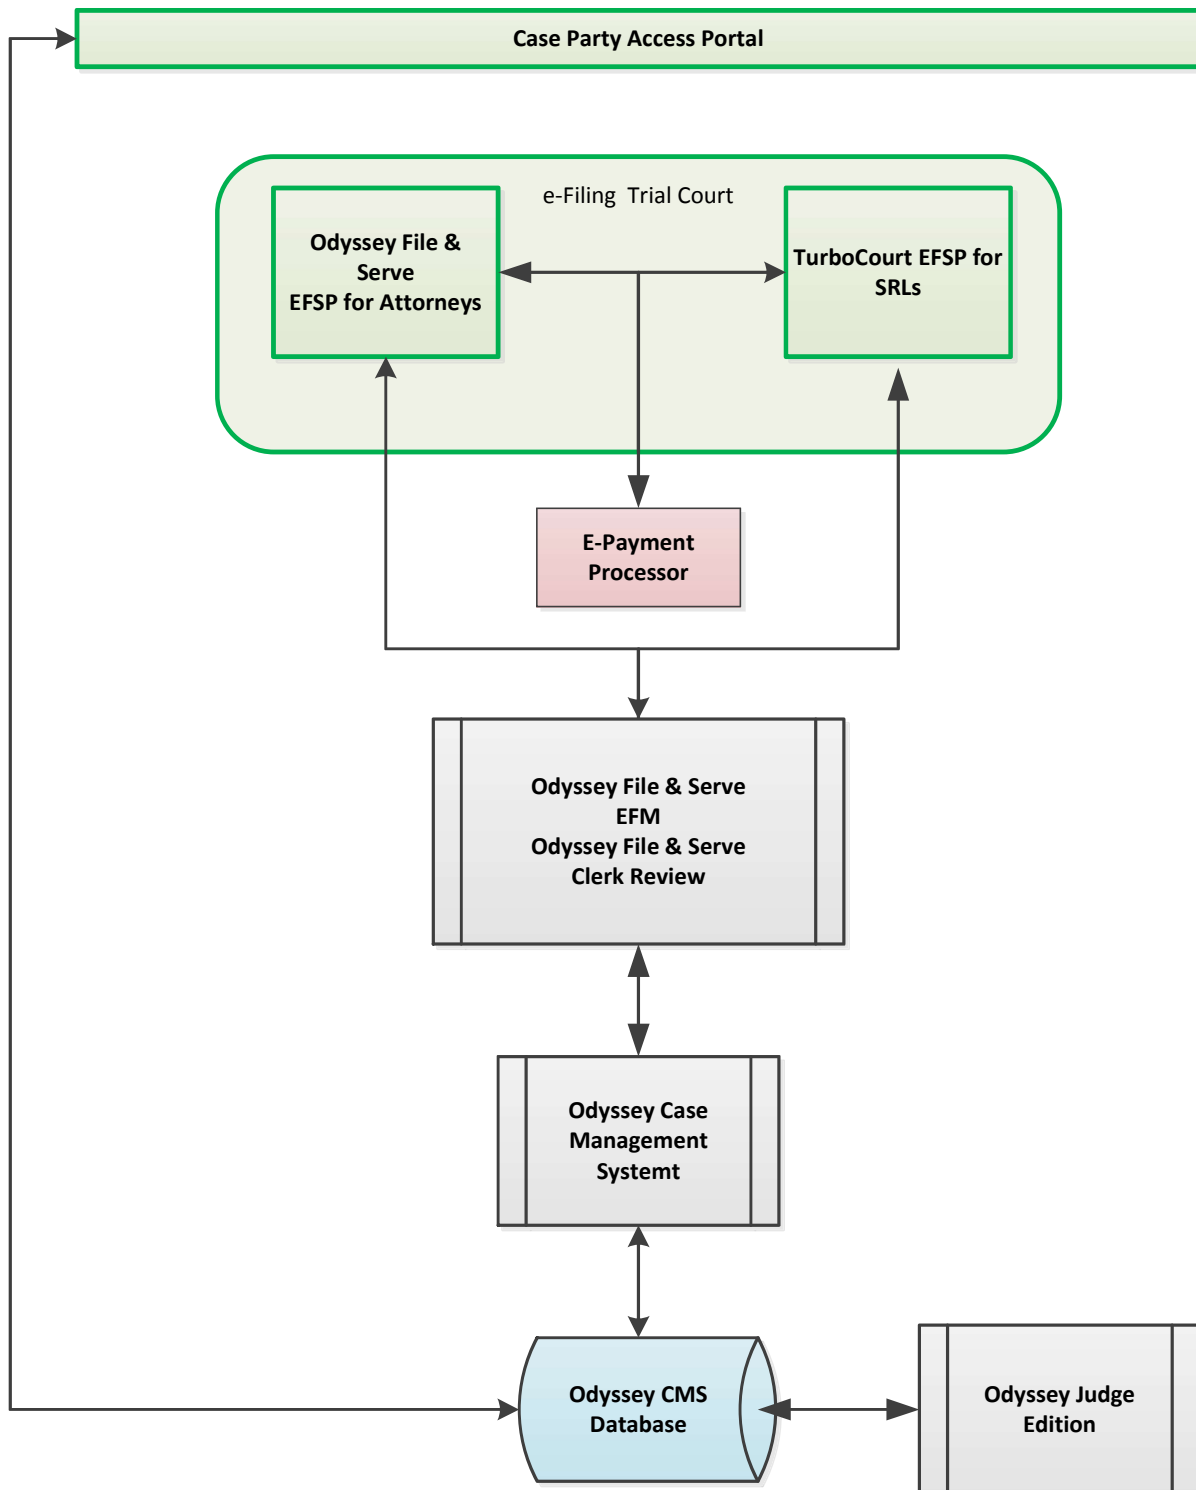 Case Party Access Portal
e-Filing  Trial Court
Odyssey File &
Serve
EFSP for Attorneys
TurboCourt EFSP for
SRLs
E-Payment
Processor
Odyssey File & Serve
EFM
Odyssey File & Serve
Clerk Review
Odyssey Case
Management
Systemt
Odyssey CMS
Database
Odyssey Judge
Edition